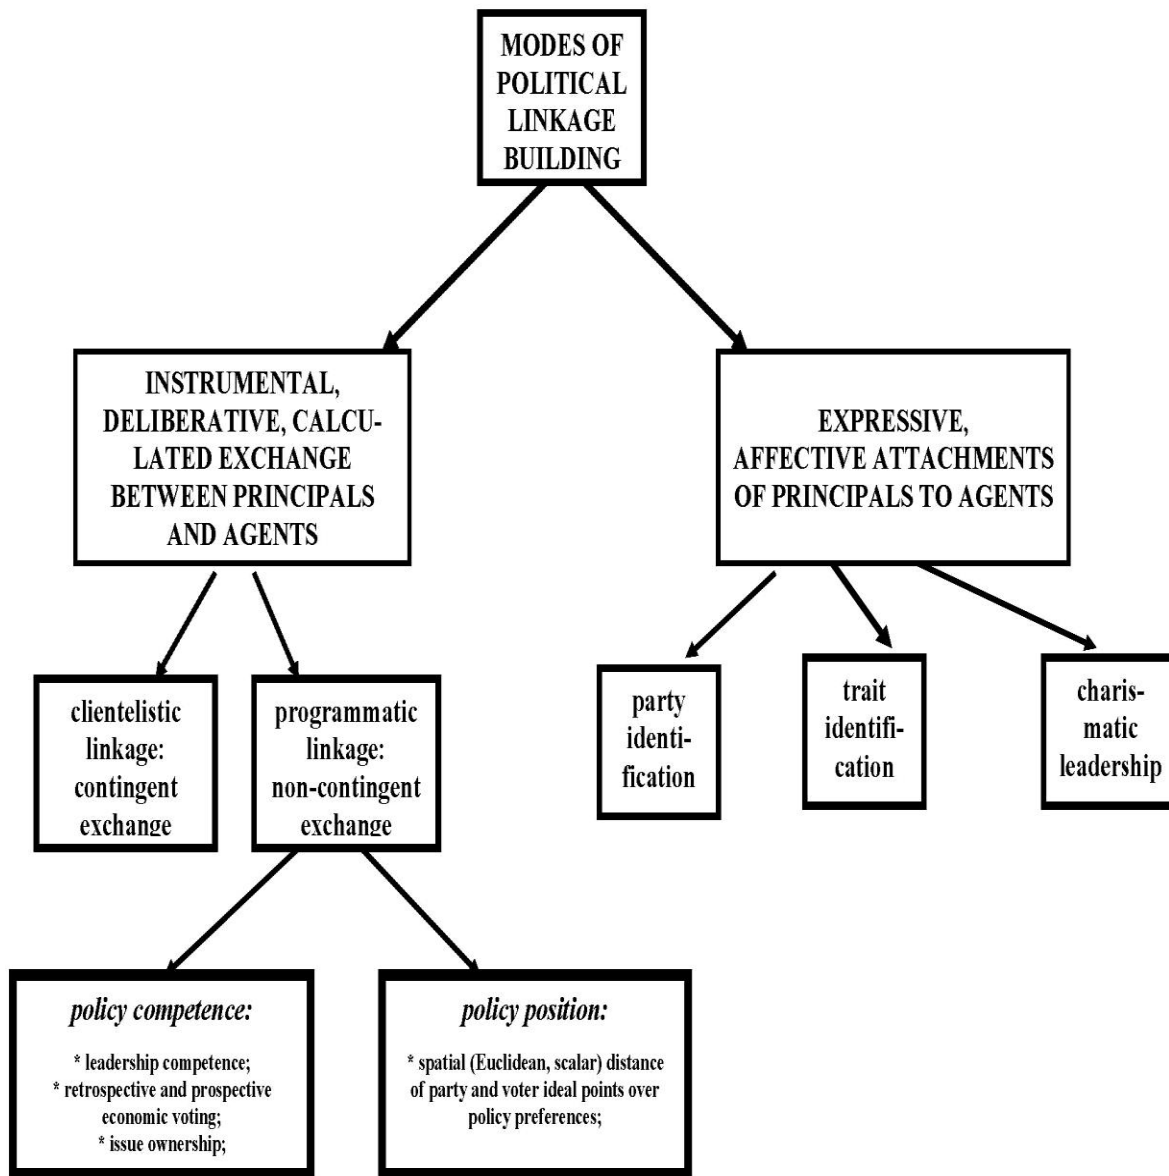 MODES OF
POLITICAL
LINKAGE
BUILDING
INSTRUMENTAL,
DELIBERATIVE, CALCU-
LATED EXCHANGE
BETWEEN PRINCIPALS
AND AGENTS
EXPRESSIVE,
AFFECTIVE ATTACHMENTS
OF PRINCIPALS TO AGENTS
clientelistic
linkage:
contingent
exchange
programmatic
linkage:
non-contingent
exchange
party
identi-
fication
trait
identifi-
cation
charis-
matic
leadership
policy competence:
* leadership competence;
* retrospective and prospective
economic voting;
* issue ownership;
policy position:
* spatial (Euclidean, scalar) distance
of party and voter ideal points over
policy preferences;